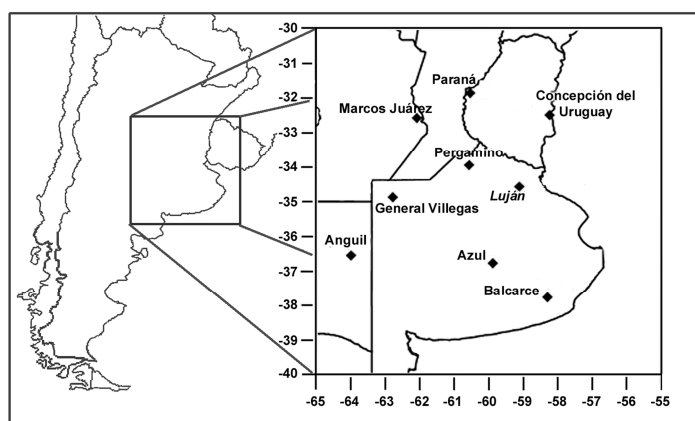 -30
-31
Paraná
Marcos Juárez
Concepción del
Uruguay
-32
-33
Pergamino
-34
Luján
General Villegas
-35
-36
Anguil
Azul
-37
Balcarce
-38
-39
-40
-65 -64 -63 -62 -61 -60 -59 -58 -57 -56 -55